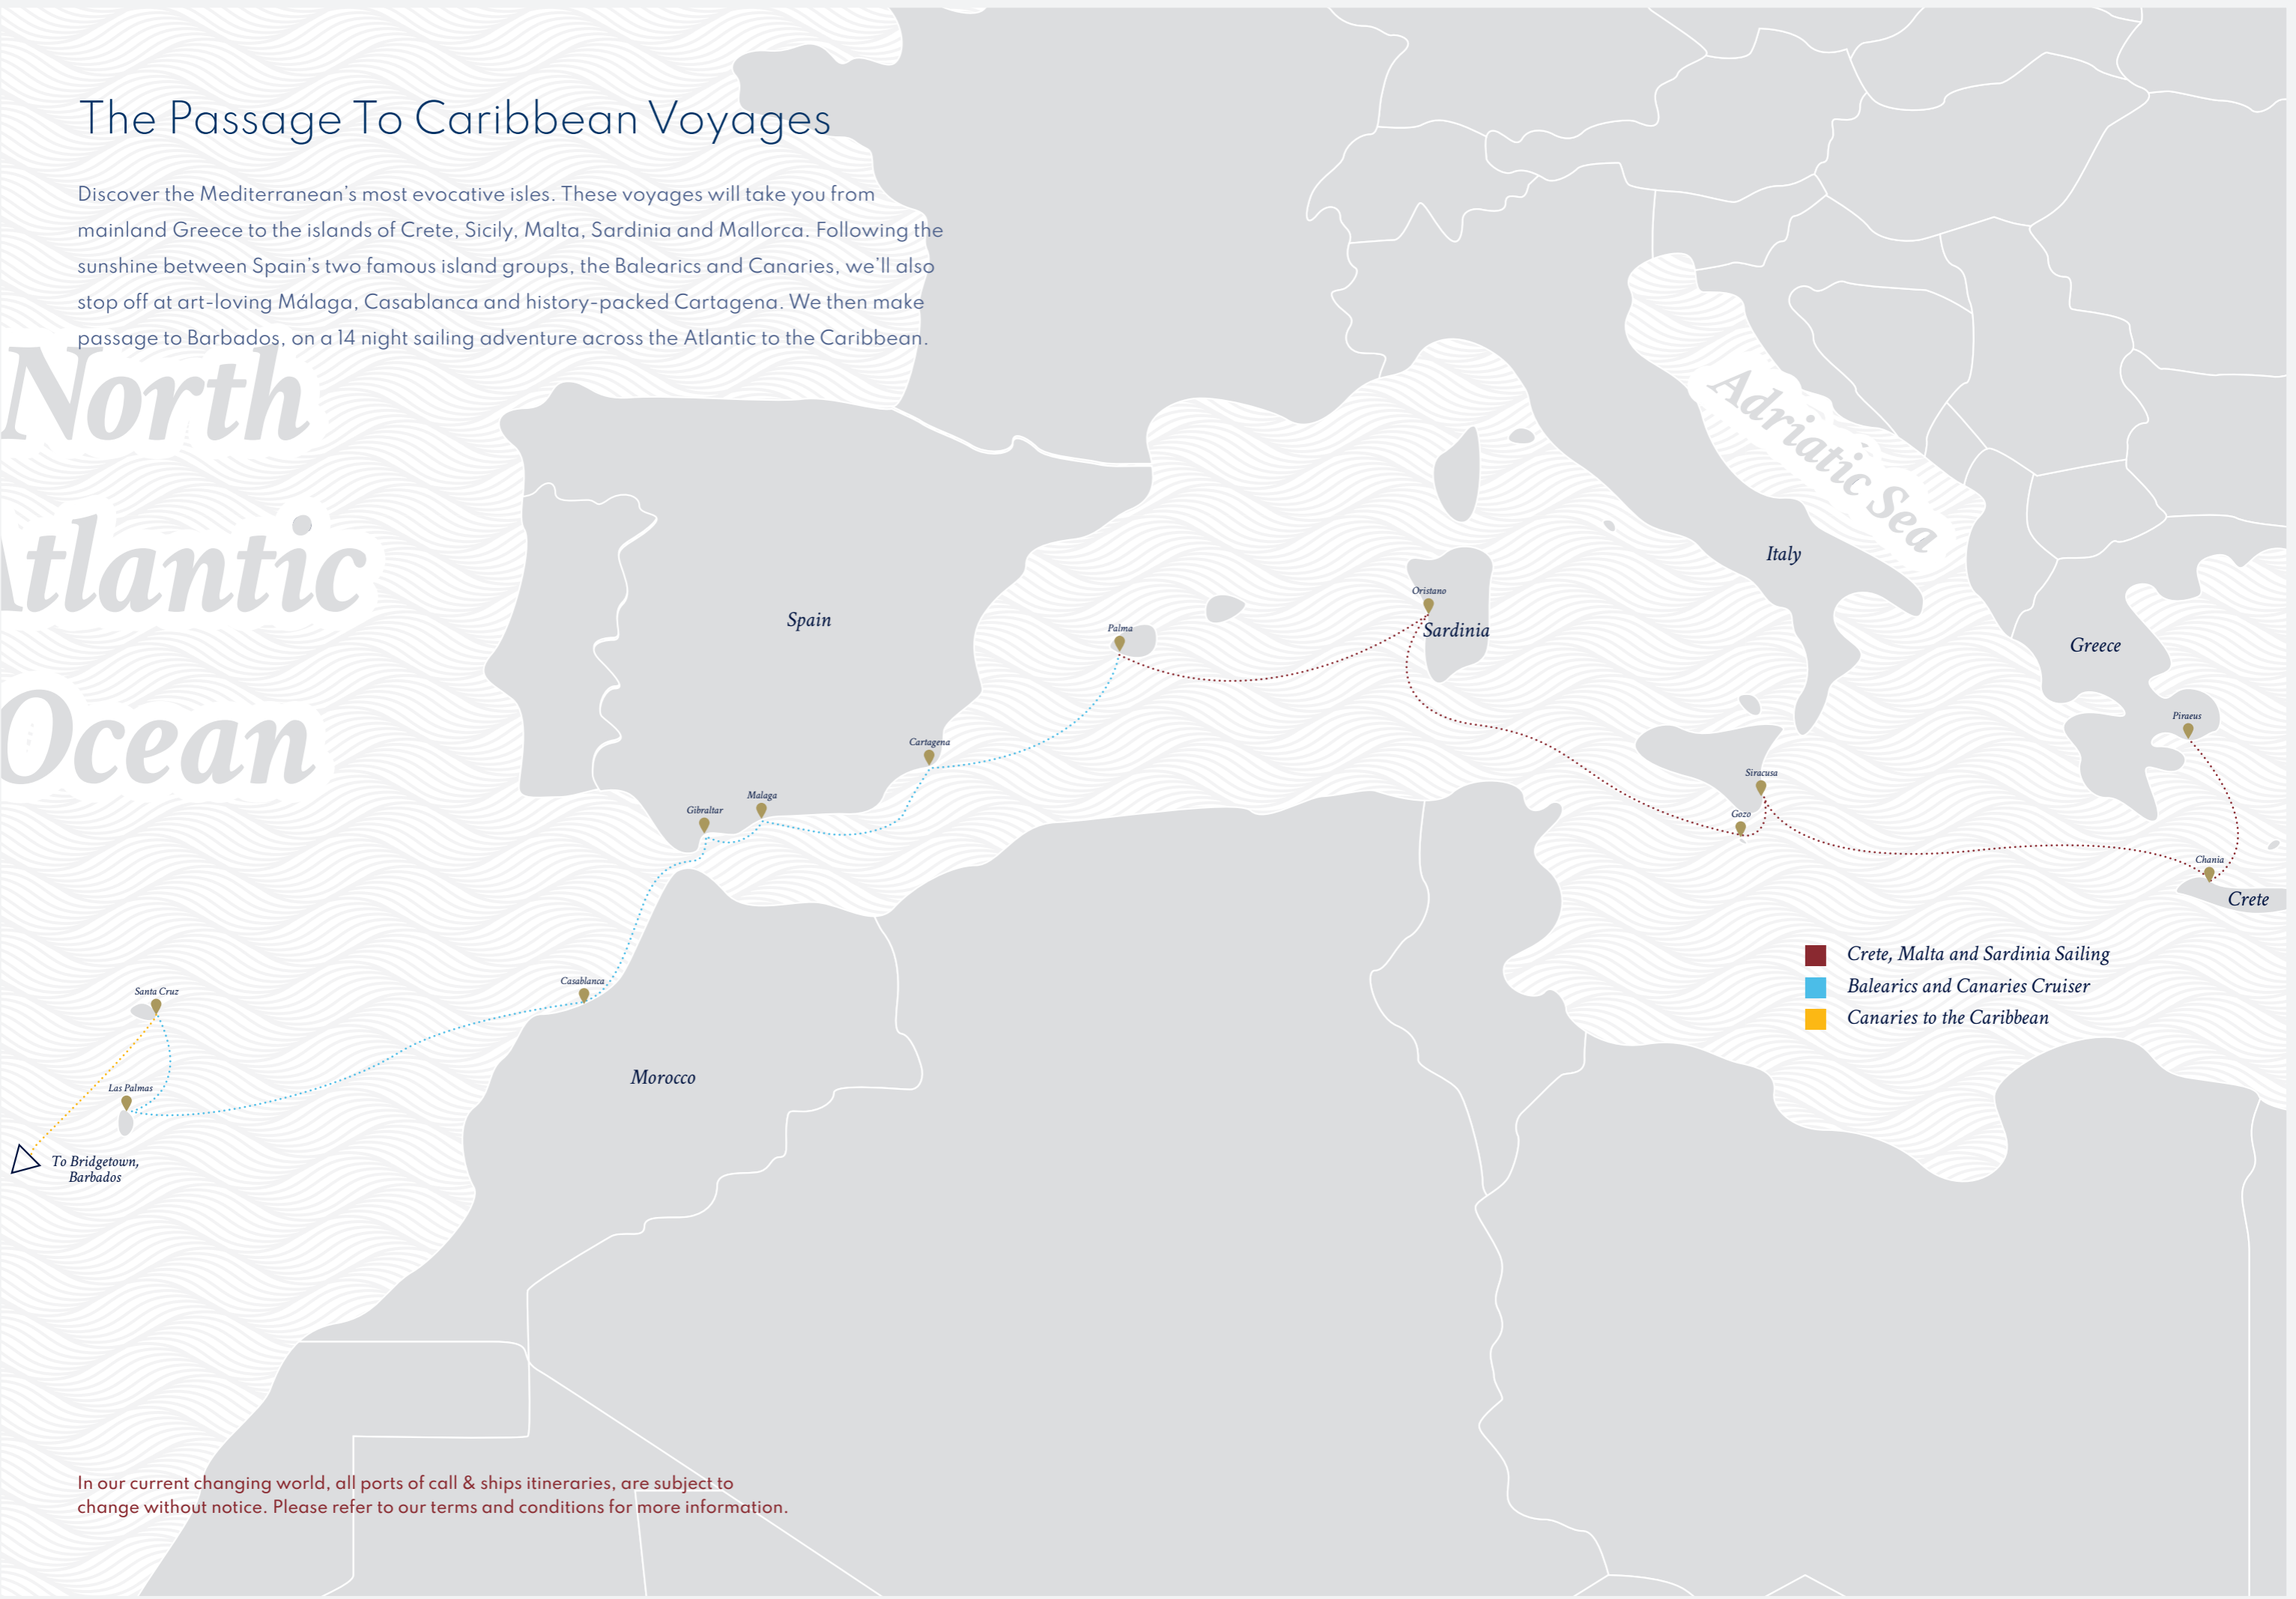 The Passage To Caribbean Voyages
Discover the Mediterranean's most evocative isles. These voyages will take you from
mainland Greece to the islands of Crete, Sicily, Malta, Sardinia and Mallorca. Following the
sunshine between Spain's two famous island groups, the Balearics and Canaries, we'll also
stop off at art-loving Málaga, Casablanca and history-packed Cartagena. We then make
passage to Barbados, on a 14 night sailing adventure across the Atlantic to the Caribbean.
North
Atlantic
Ocean
Adriatic Sea
Italy
Spain
Oristano
Sardinia
Palma
Greece
Piraeus
Cartagena
Siracusa
Malaga
Gibraltar
Gozo
Chania
Crete
Crete, Malta and Sardinia Sailing
Balearics and Canaries Cruiser
Canaries to the Caribbean
Casablanca
Santa Cruz
Morocco
Las Palmas
To Bridgetown,
Barbados
In our current changing world, all ports of call & ships itineraries, are subject to
change without notice. Please refer to our terms and conditions for more information.